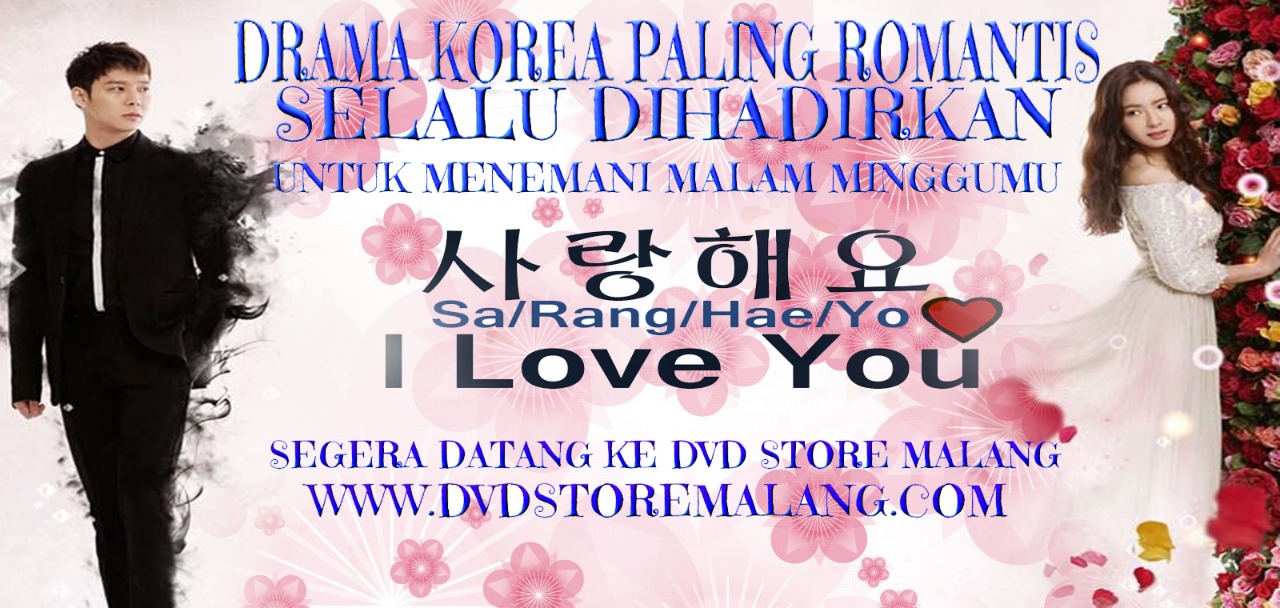 DRAMA KOREA PALING ROMANTIS
SELALU DIHADIRKAN
UNTUK MENEMANI MALAM MINGGUMU
사랑해요
Sa/Rang/Hae/Yo
I Love You
SEGERA DATANG KE DVD STORE MALANG
WWW.DVDSTOREMALANG.COM